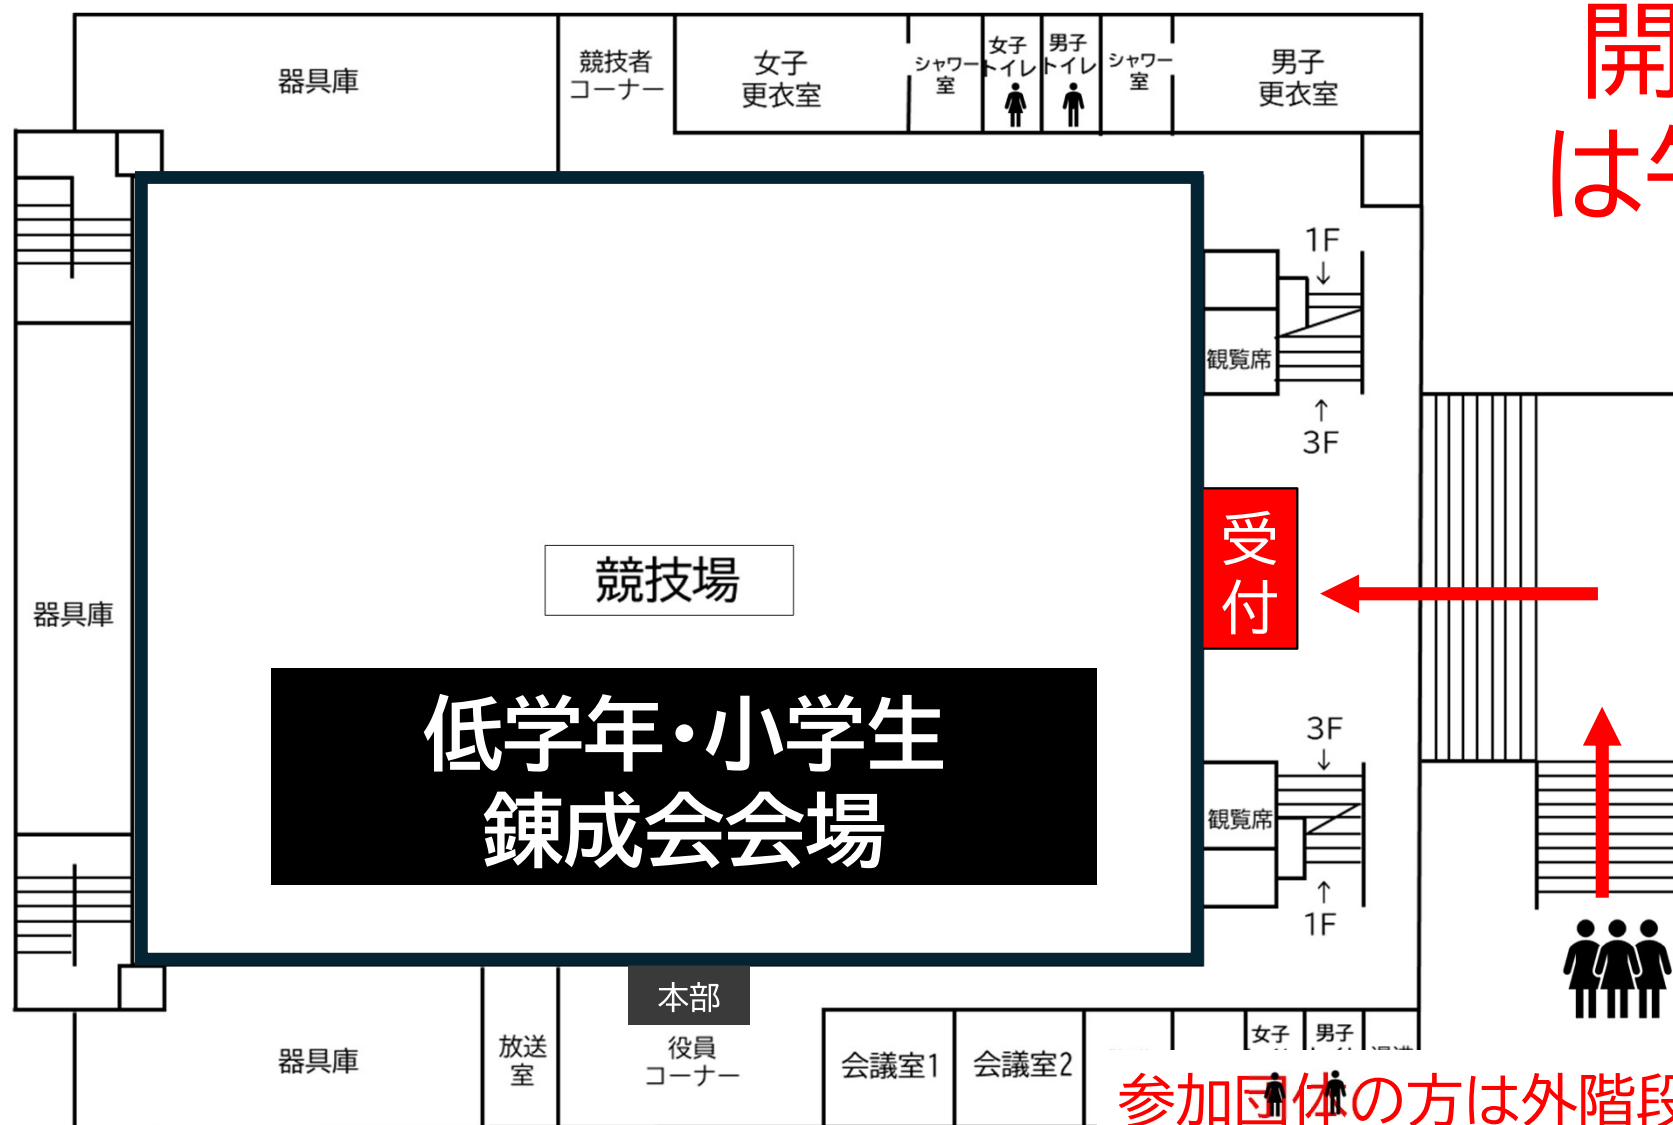 開
は午
器具庫
競技者
コーナー
女子
更衣室
シャワー
室
女子
トイレ
男子
トイレ
シャワー
室
男子
更衣室
1F
↓
観覧席
↑
3F
受
付
競技場
器具庫
低学年・小学生
錬成会会場
3F
↓
観覧席
↑
1F
本部
器具庫
放送
室
役員
コーナー
会議室1
会議室2
女子
男子
参加団体の方は外階段